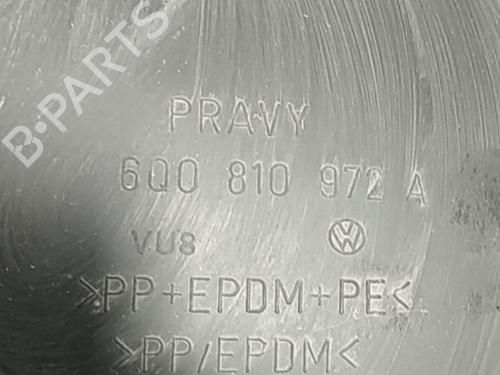 B-PARTS
PRAVY
6Q0 810 972 A
VU8
>PP+EPDM+PE<
>PP/EPDM<